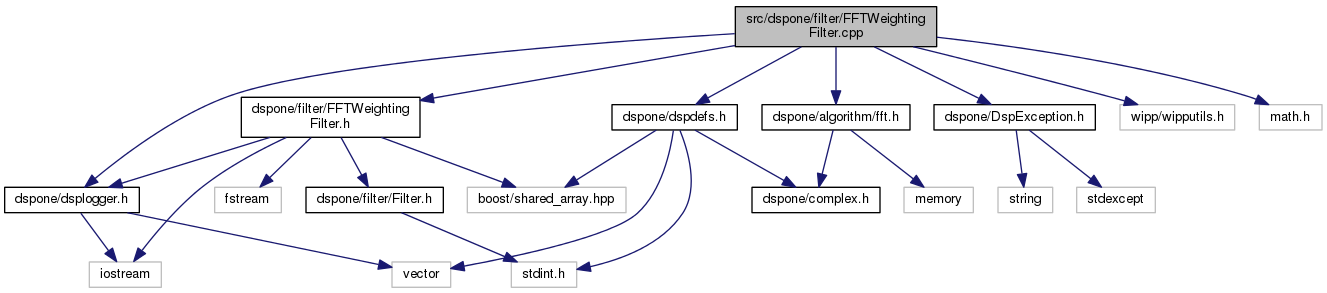 src/dspone/filter/FFTWeighting
Filter.cpp
dspone/filter/FFTWeighting
Filter.h
dspone/dspdefs.h
dspone/algorithm/fft.h
dspone/DspException.h
wipp/wipputils.h
math.h
dspone/dsplogger.h
fstream
dspone/filter/Filter.h
boost/shared_array.hpp
dspone/complex.h
memory
string
stdexcept
iostream
vector
stdint.h